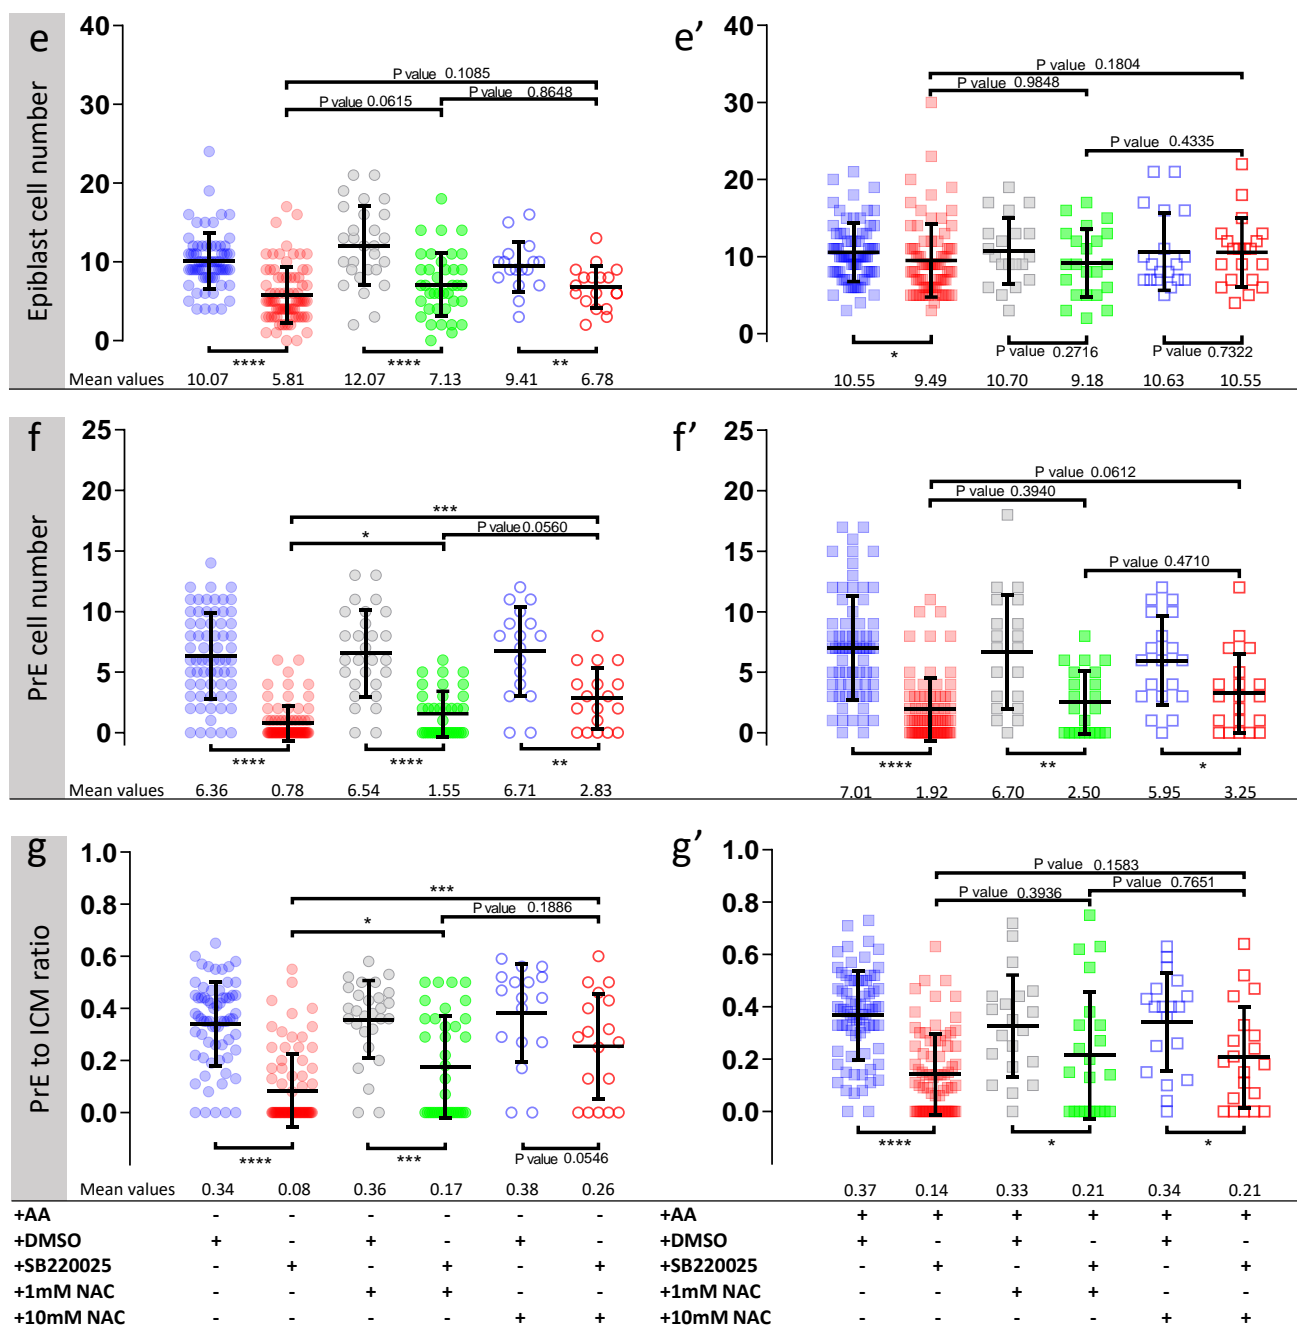 e
e’
Epiblast cell number
40
30
20
10
0
P value 0.1085
P value 0.0615
P value 0.8648
****
****
**
Mean values 10.07 5.81 12.07 7.13 9.41 6.78
40
30
20
10
0
P value 0.1804
P value 0.9848
P value 0.4335
*
P value 0.2716
P value 0.7322
10.55 9.49 10.70 9.18 10.63 10.55
f
f’
PrE cell number
25
20
15
10
5
0
***
*
P value 0.0560
****
****
**
Mean values 6.36 0.78 6.54 1.55 6.71 2.83
25
20
15
10
5
0
P value 0.0612
P value 0.3940
P value 0.4710
****
**
*
7.01 1.92 6.70 2.50 5.95 3.25
g
g’
PrE to ICM ratio
1.0
0.8
0.6
0.4
0.2
0.0
***
*
P value 0.1886
****
***
P value 0.0546
Mean values 0.34 0.08 0.36 0.17 0.38 0.26
1.0
0.8
0.6
0.4
0.2
0.0
P value 0.1583
P value 0.3936
P value 0.7651
****
*
*
0.37 0.14 0.33 0.21 0.34 0.21
+AA - - - - - - +AA + + + + + +
+DMSO + - + - + - +DMSO + - + - + -
+SB220025 - + - + - + +SB220025 - + - + - +
+1mM NAC - - + + - - +1mM NAC - - + + - -
+10mM NAC - - - - + + +10mM NAC - - - - + +